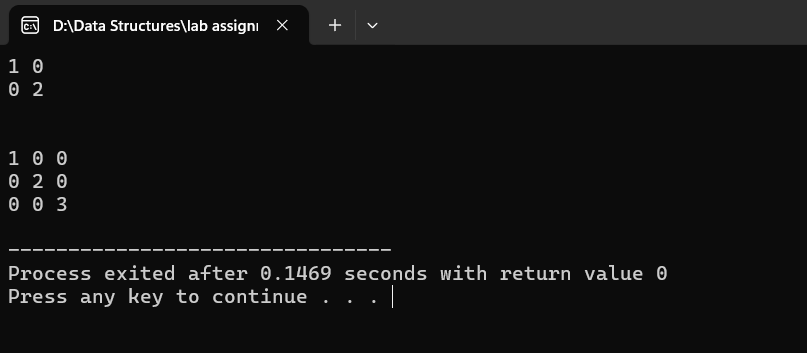 D:\Data Structures\lab assign
1 0
0 2
1 0 0
0 2 0
0 0 3
--------------------------------
Process exited after 0.1469 seconds with return value 0
Press any key to continue . . .